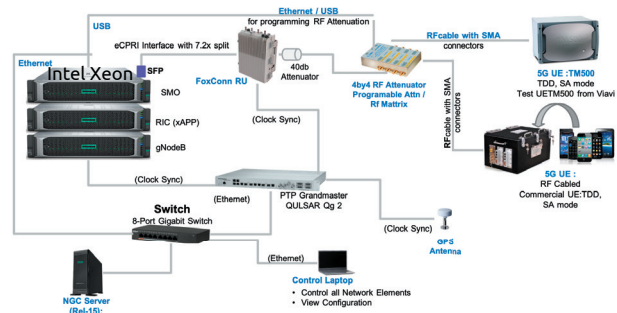 Ethernet / USB
for programming RF Attenuation
USB
eCPRI Interface with 7.2x split
RFcable with SMA
connectors
Ethernet
Intel Xeon
SFP
SMO
RIC (xAPP)
gNodeB
FoxConn RU
40db
Attenuator
4by4 RF Attenuator
Programable Attn /
Rf Mattrix
RFcable with SMA
connectors
5G UE :TM500
TDD, SA mode
Test UETM500 from Viavi
(Clock Sync)
5G UE :
RF Cabled
Commercial UE:TDD,
SA mode
(Clock Sync)
(Ethernet)
PTP Grandmaster
QULSAR Qg 2
Switch
8-Port Gigabit Switch
(Clock Sync)
GPS
Antenna
(Ethernet)
Control Laptop
• Control all Network Elements
• View Configuration
NGC Server
(Rel-15):